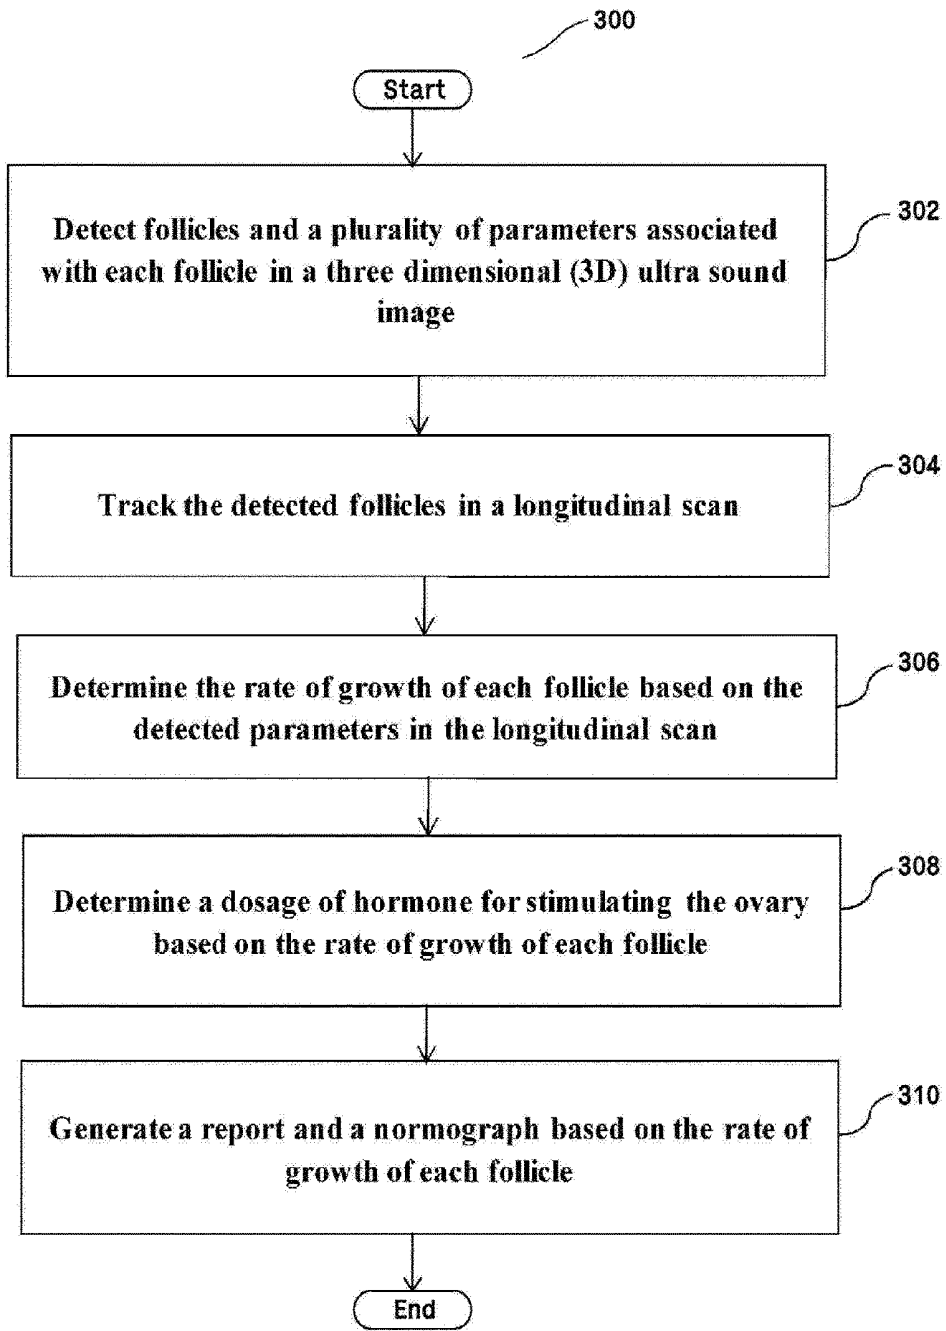 300
Start
Detect follicles and a plurality of parameters associated
with each follicle in a three dimensional (3D) ultra sound
image
302
Track the detected follicles in a longitudinal scan
304
Determine the rate of growth of each follicle based on the
detected parameters in the longitudinal scan
306
Determine a dosage of hormone for stimulating the ovary
based on the rate of growth of each follicle
308
Generate a report and a normograph based on the rate of
growth of each follicle
310
End